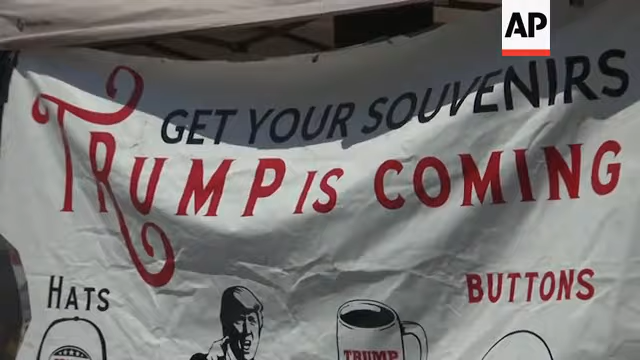 AP
GET YOUR SOUVENIRS
TRUMP IS COMING
HATS
BUTTONS
TRUMP